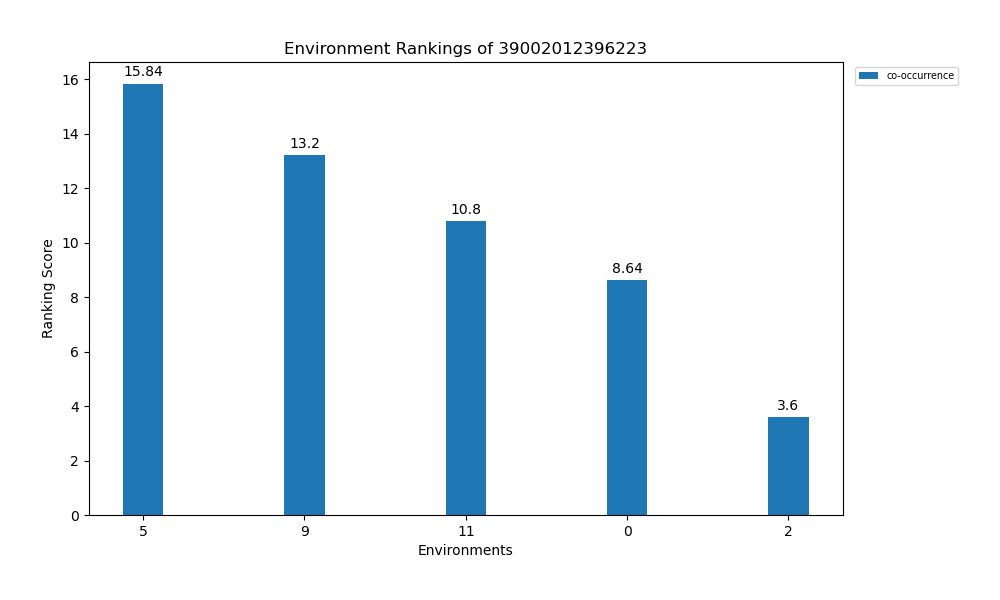 Environment Rankings of 39002012396223
co-occurrence
Ranking Score
16
14
12
10
8
6
4
2
0
15.84
13.2
10.8
8.64
3.6
5 9 11 0 2
Environments